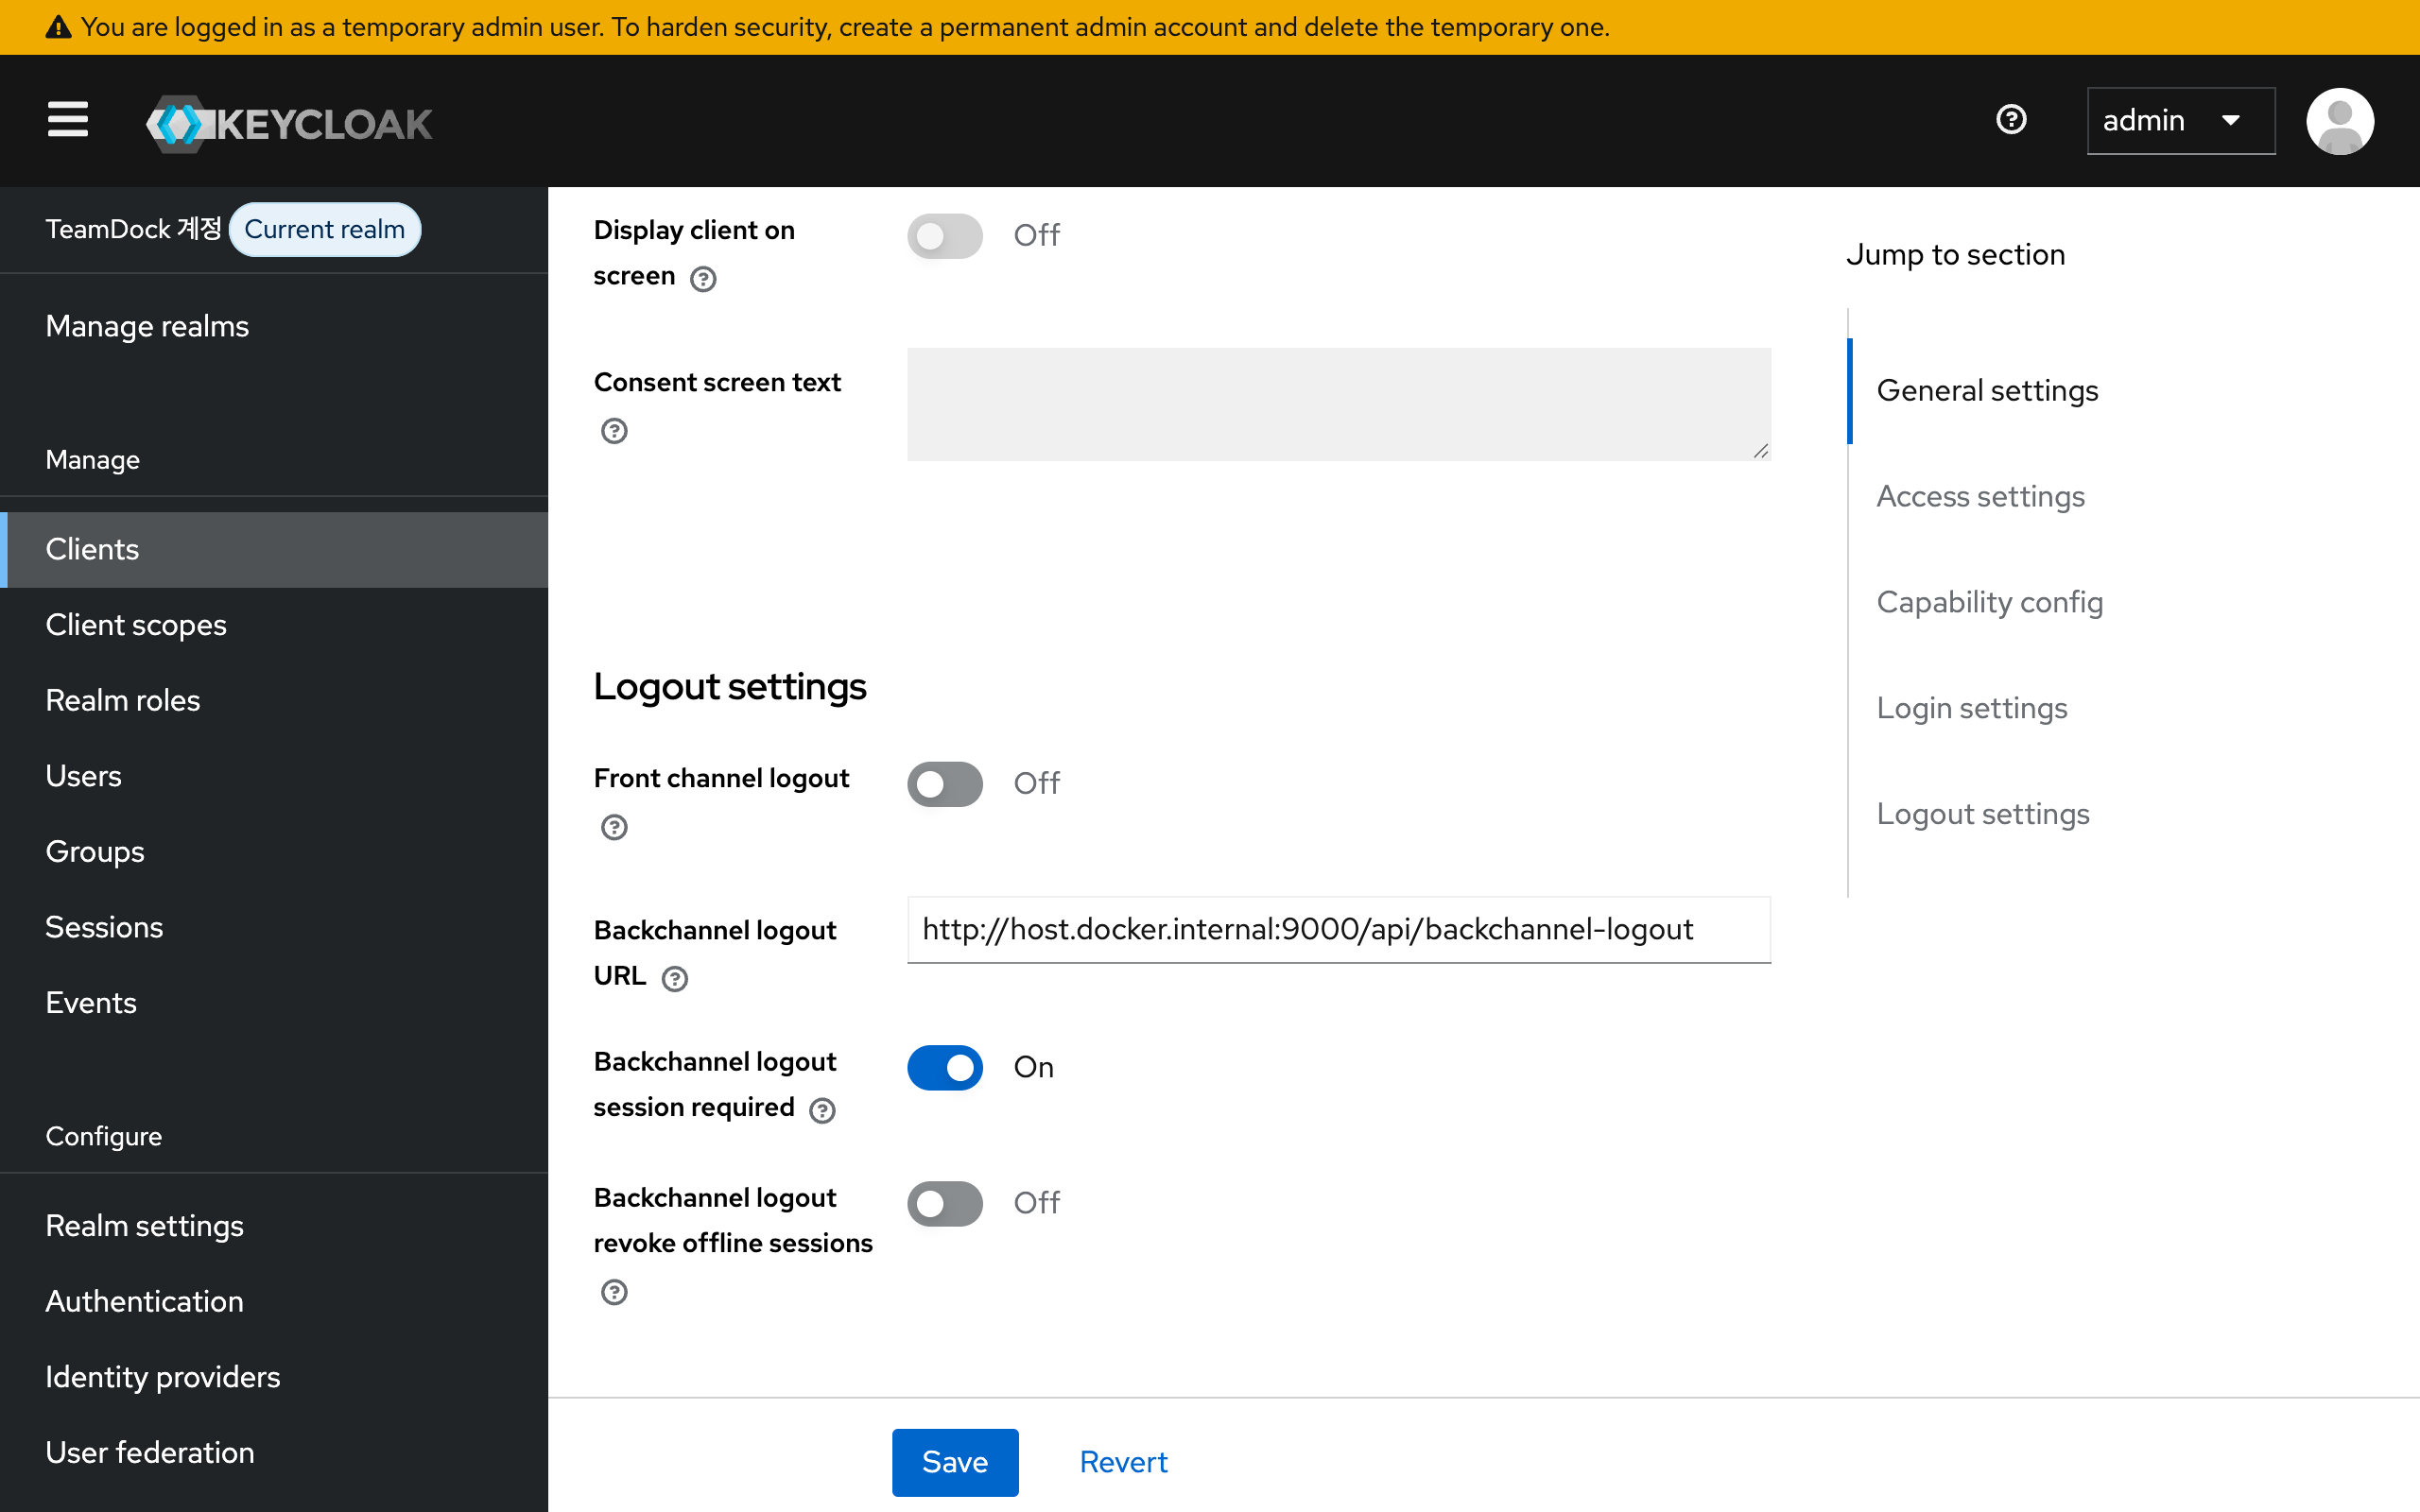 You are logged in as a temporary admin user. To harden security, create a permanent admin account and delete the temporary one.
KEYCLOAK
admin
TeamDock 계정 Current realm
Manage realms
Manage
Clients
Client scopes
Realm roles
Users
Groups
Sessions
Events
Configure
Realm settings
Authentication
Identity providers
User federation
Display client on
screen
Off
Consent screen text
Logout settings
Front channel logout
Off
Backchannel logout
URL
http://host.docker.internal:9000/api/backchannel-logout
Backchannel logout
session required
On
Backchannel logout
revoke offline sessions
Off
Save
Revert
Jump to section
General settings
Access settings
Capability config
Login settings
Logout settings